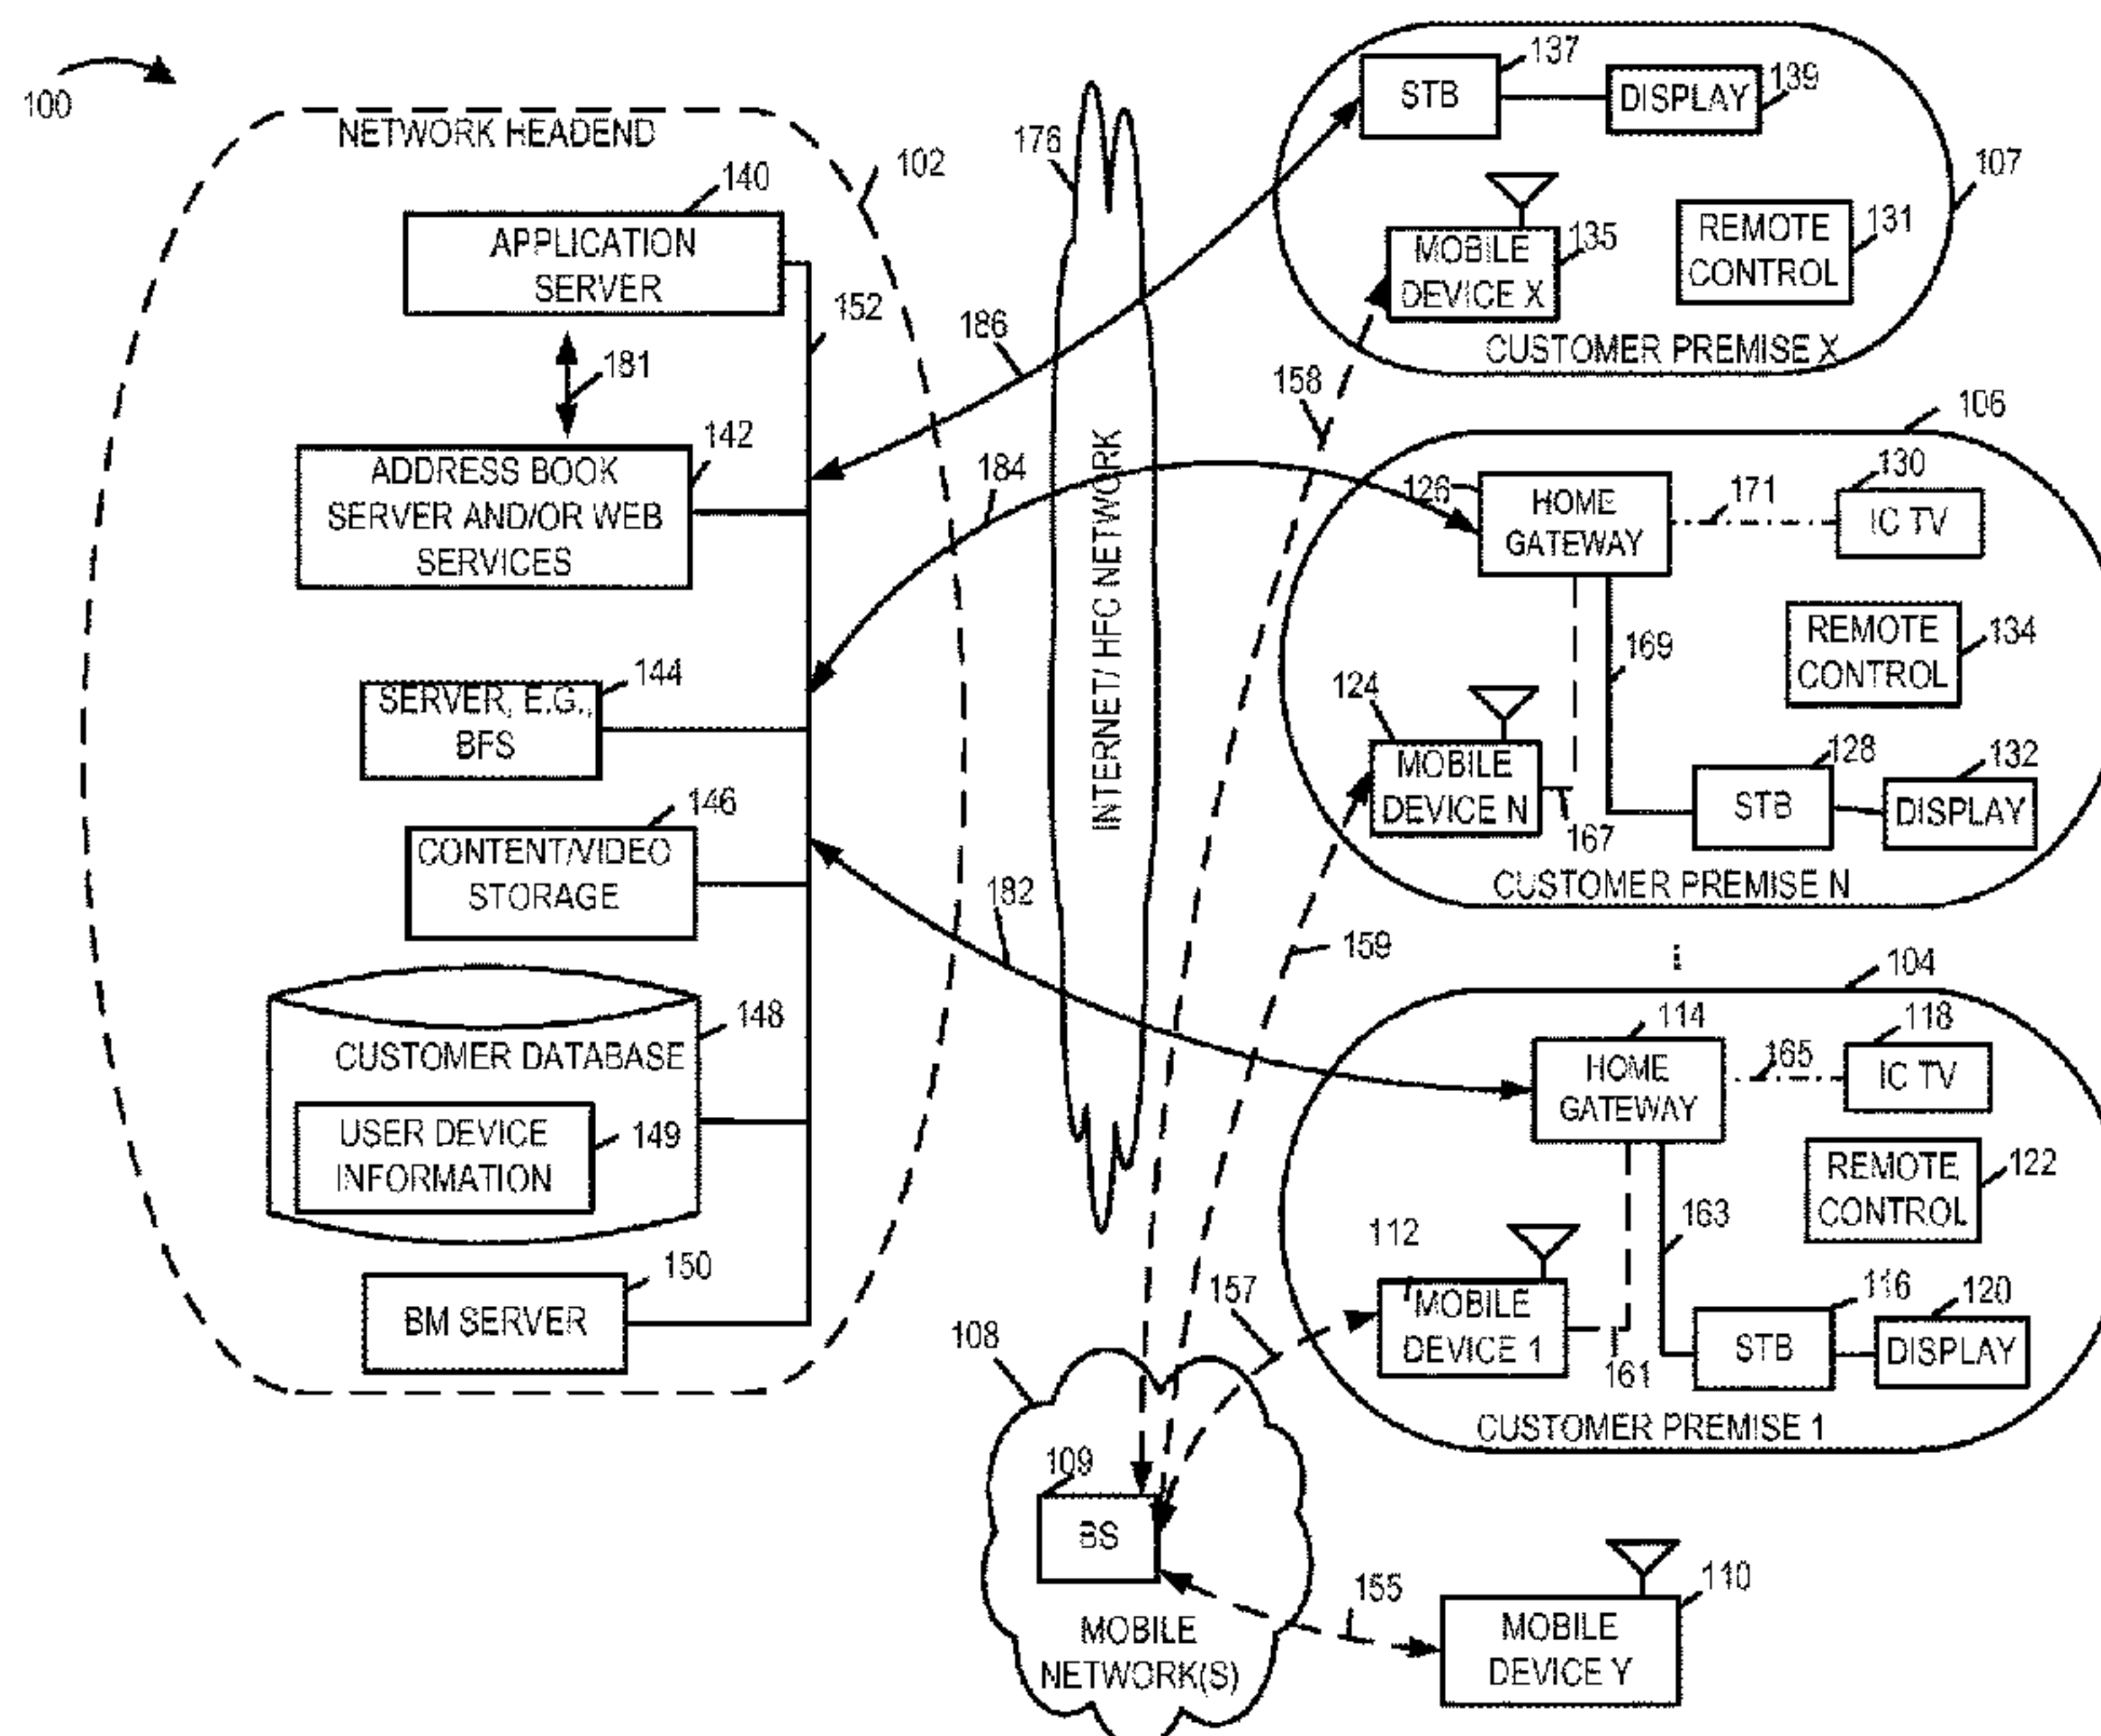 100
NETWORK HEADEND
102
140
APPLICATION
SERVER
152
181
142
ADDRESS BOOK
SERVER AND/OR WEB
SERVICES
144
SERVER, E.G.,
BFS
146
CONTENT/VIDEO
STORAGE
148
CUSTOMER DATABASE
USER DEVICE
INFORMATION
149
150
BM SERVER
176
INTERNET/ HFC NETWORK
186
184
182
158
159
157
155
108
109
BS
MOBILE
NETWORK(S)
137
STB
DISPLAY
139
107
MOBILE
DEVICE X
135
REMOTE
CONTROL
131
CUSTOMER PREMISE X
106
126
HOME
GATEWAY
171
130
IC TV
REMOTE
CONTROL
134
169
124
MOBILE
DEVICE N
167
128
STB
132
DISPLAY
CUSTOMER PREMISE N
104
114
HOME
GATEWAY
165
118
IC TV
REMOTE
CONTROL
122
163
112
MOBILE
DEVICE 1
161
116
STB
120
DISPLAY
CUSTOMER PREMISE 1
110
MOBILE
DEVICE Y